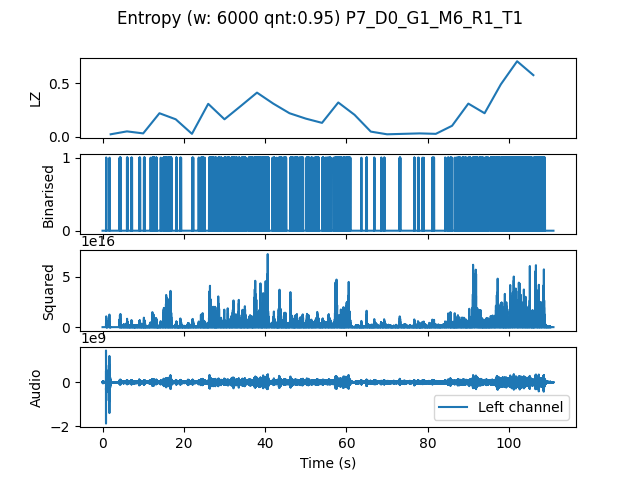 Entropy (w: 6000 qnt:0.95) P7_D0_G1_M6_R1_T1
LZ
0.5
0.0
Binarised
1
0
1e16
Squared
5
0
1e9
Audio
0
−2
Left channel
0 20 40 60 80 100
Time (s)